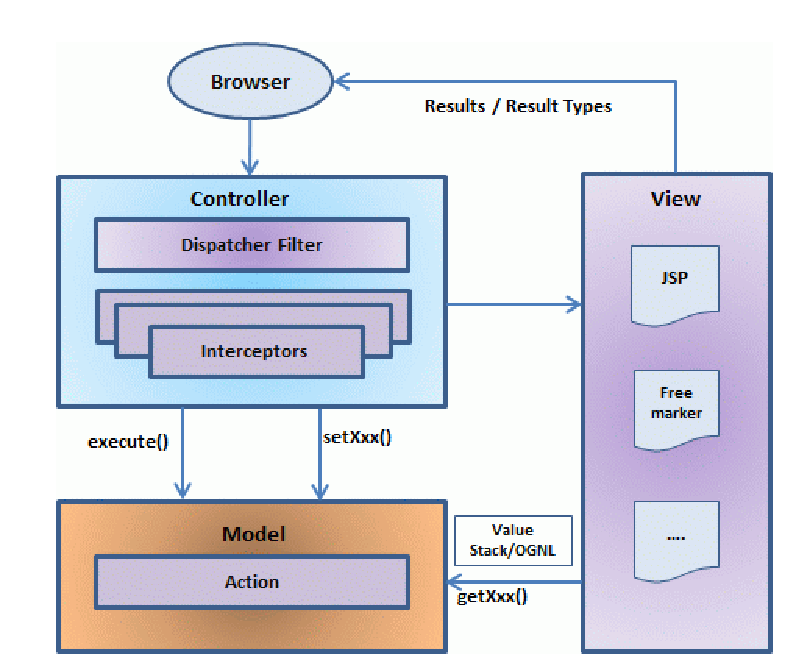 Browser
Results / Result Types
Controller
Dispatcher Filter
Interceptors
View
JSP
Free
marker
....
execute()
setXxx()
Model
Action
Value
Stack/OGNL
getXxx()